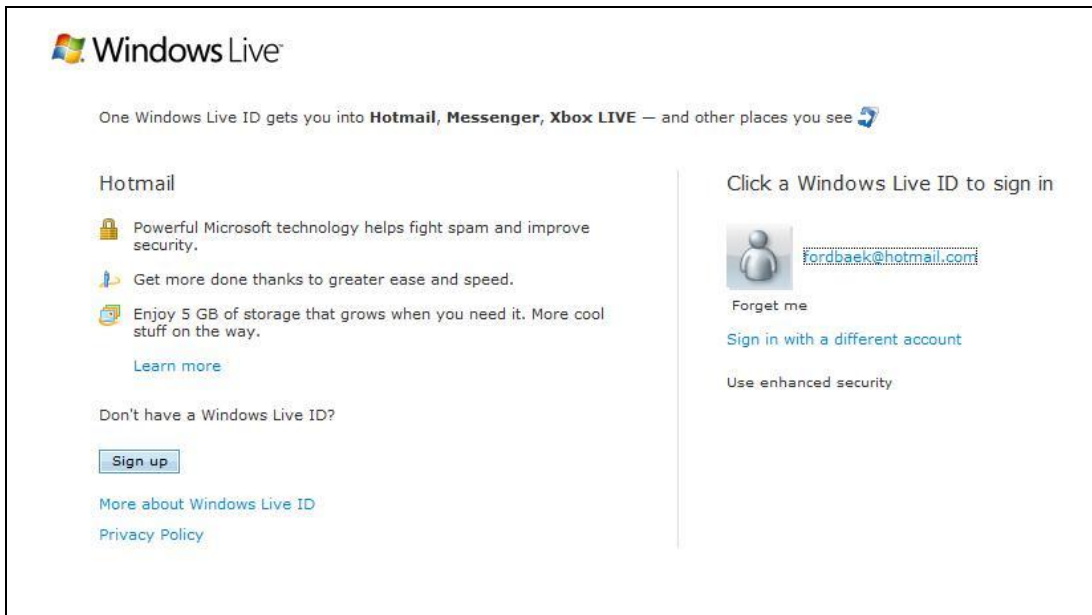 Windows Live
One Windows Live ID gets you into Hotmail, Messenger, Xbox LIVE — and other places you see
Hotmail
Powerful Microsoft technology helps fight spam and improve
security.
Get more done thanks to greater ease and speed.
Enjoy 5 GB of storage that grows when you need it. More cool
stuff on the way.
Learn more
Don't have a Windows Live ID?
Sign up
More about Windows Live ID
Privacy Policy
Click a Windows Live ID to sign in
fordbaek@hotmail.com
Forget me
Sign in with a different account
Use enhanced security